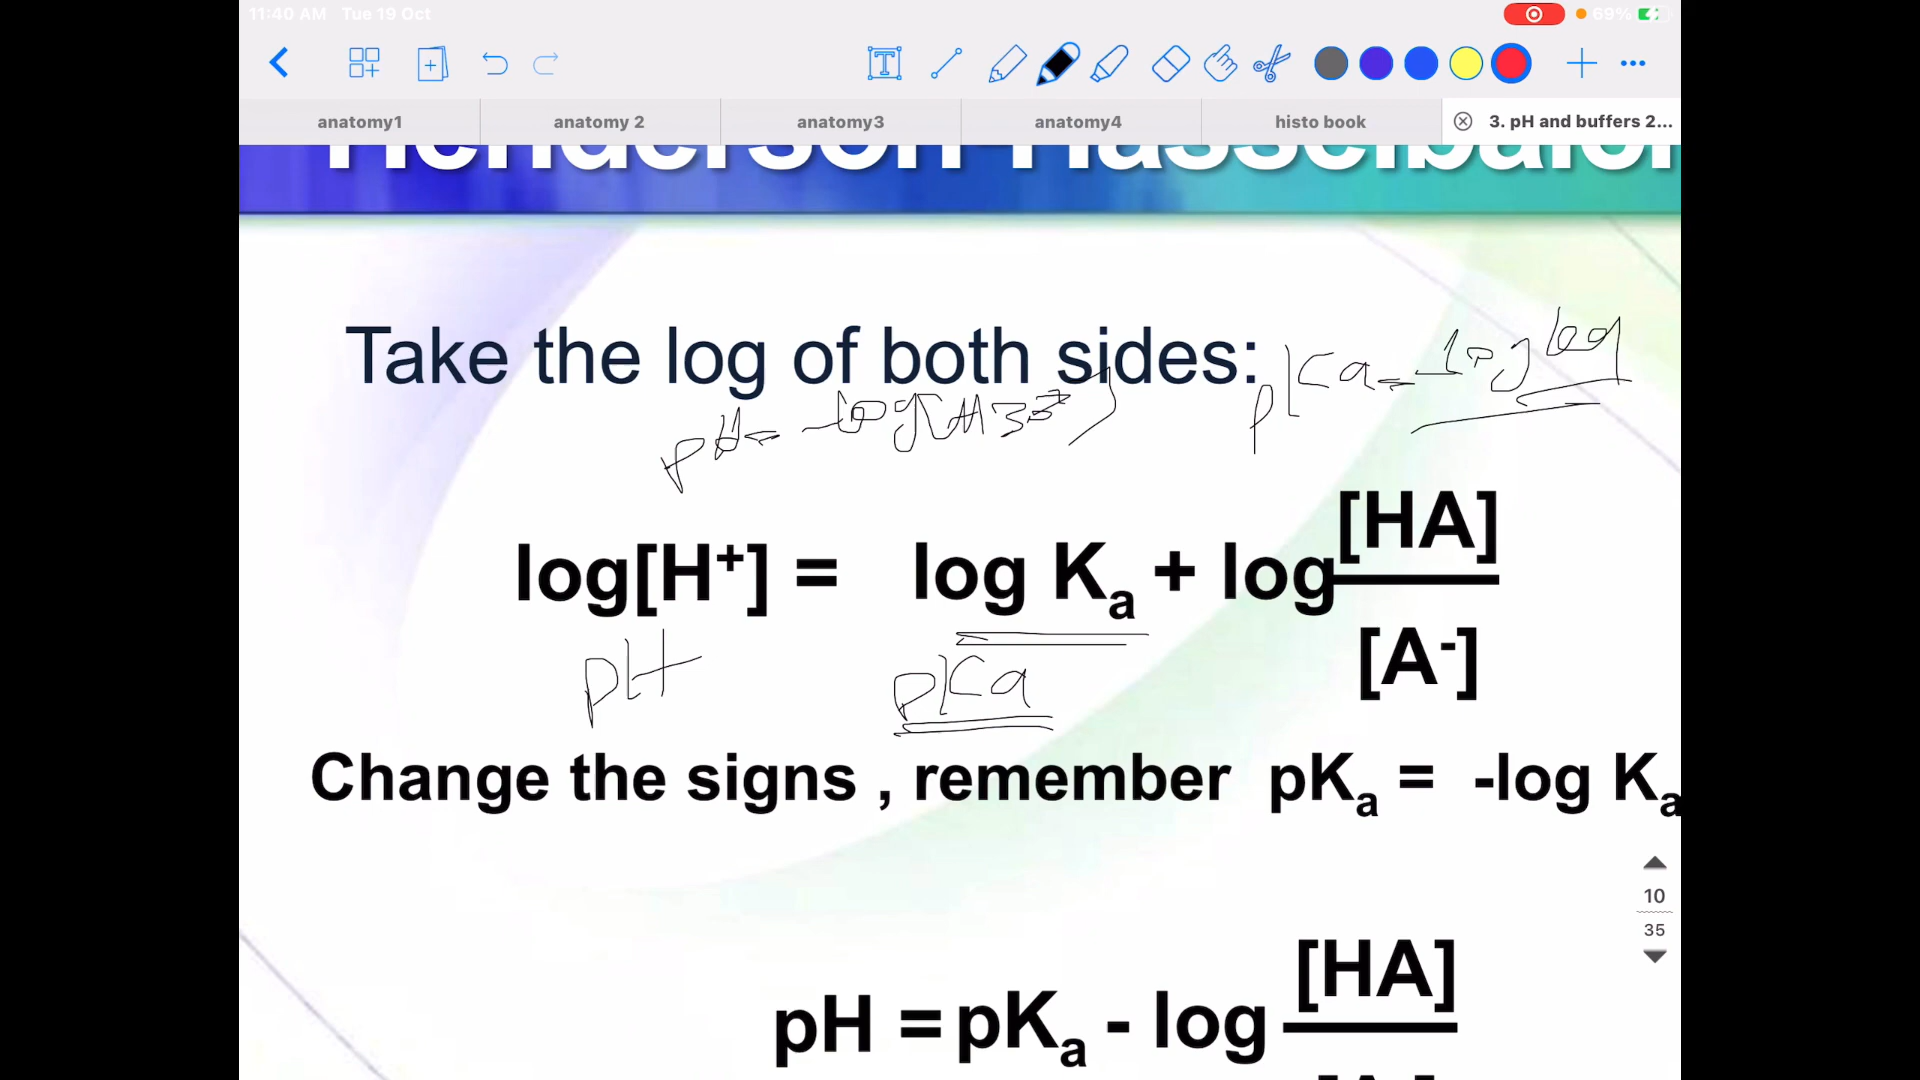 11:40 AM Tue 19 Oct
69%
anatomy1
anatomy 2
anatomy3
anatomy4
histo book
3. pH and buffers 2...
Take the log of both sides:
pKa = -log
pH = -log[H3
log[H⁺] = log Kₐ + log [HA]
[A⁻]
pH
pKa
Change the signs , remember pKₐ = -log Kₐ
10
35
pH = pKₐ - log [HA]